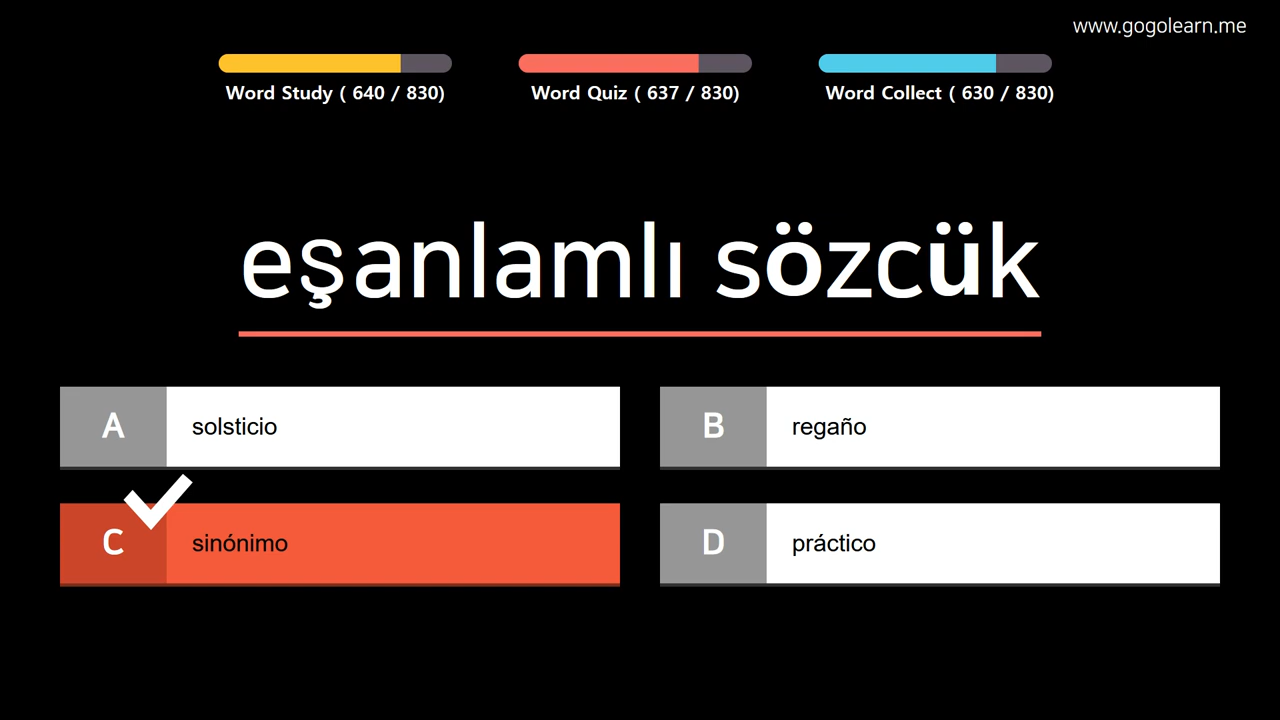 www.gogolearn.me
Word Study ( 640 / 830)
Word Quiz ( 637 / 830)
Word Collect ( 630 / 830)
eşanlamlı sözcük
A solsticio
B regaño
C sinónimo
D práctico